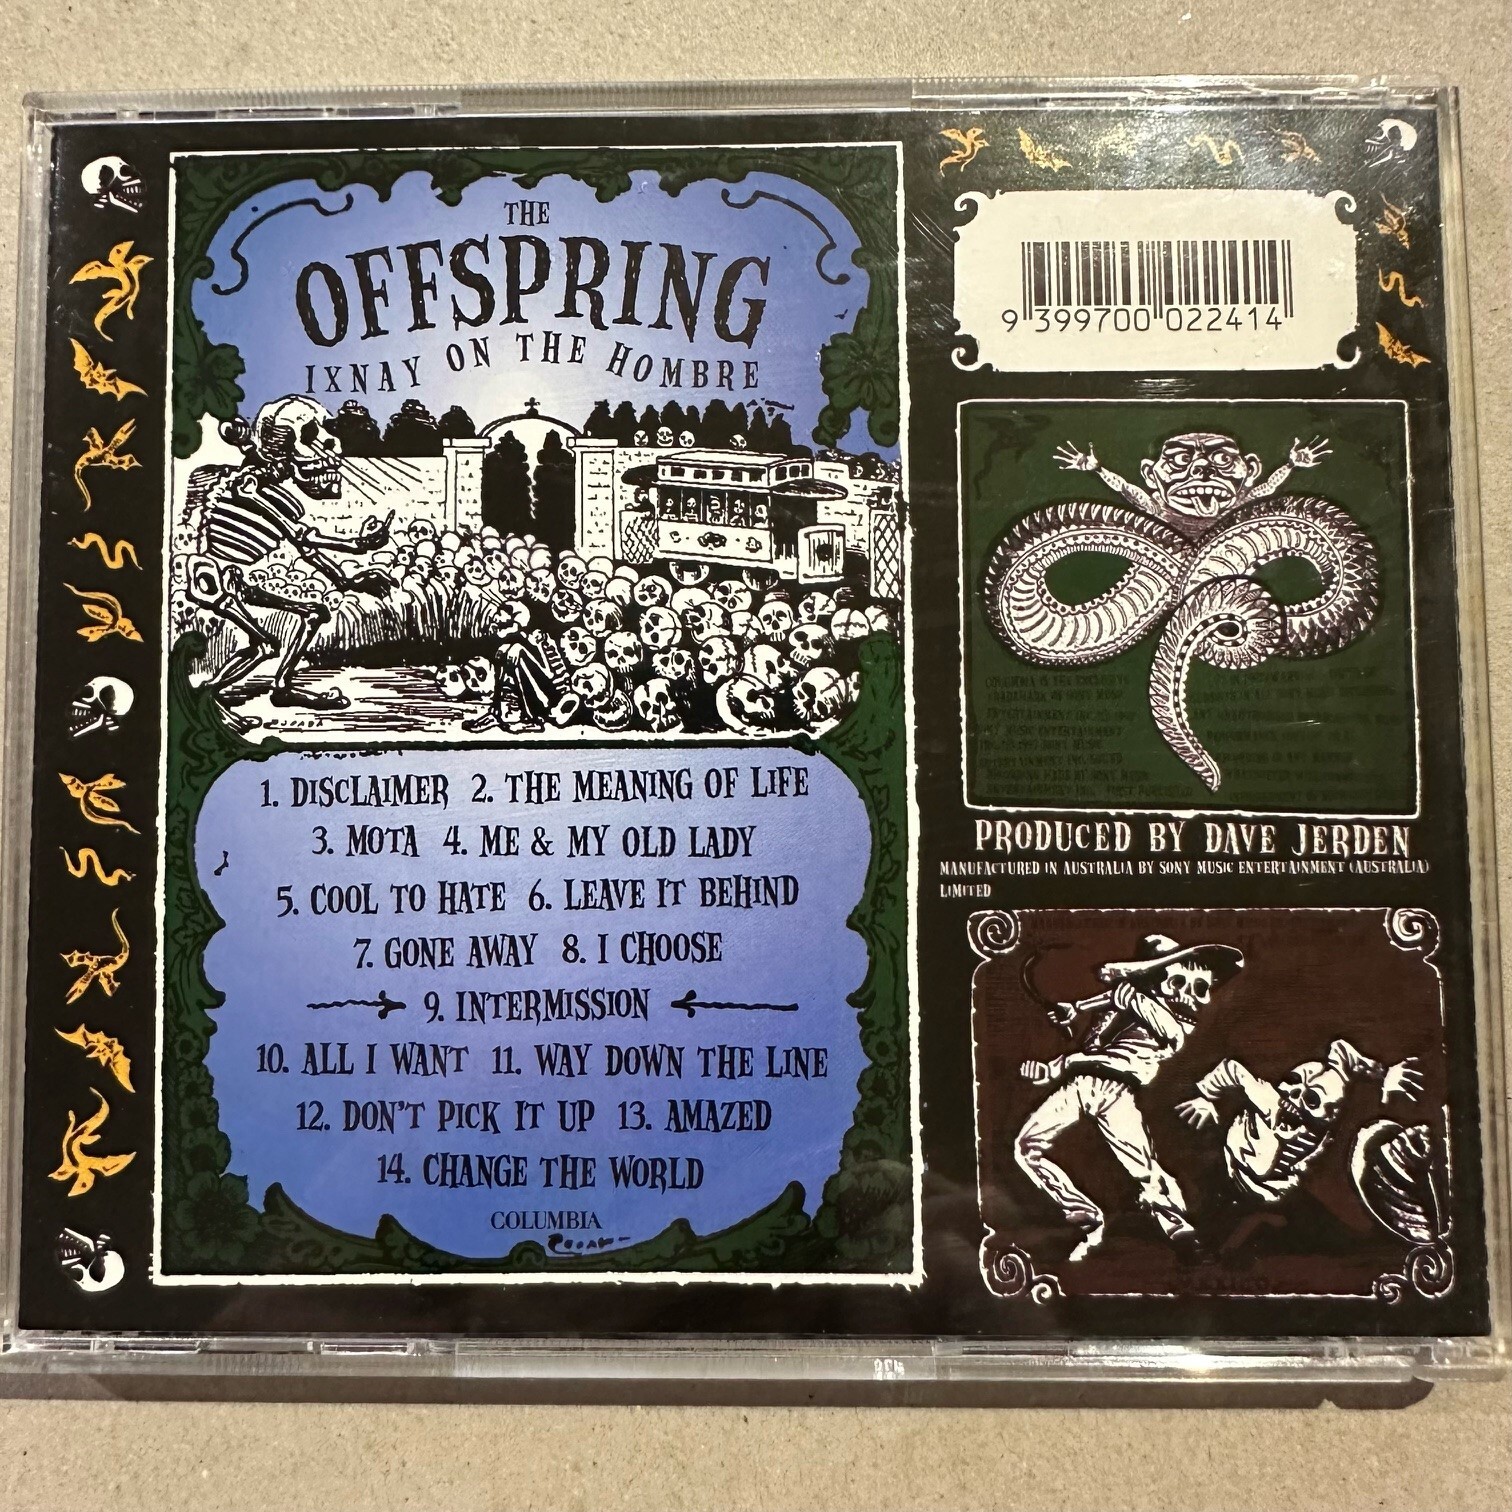 THE
OFFSPRING
IXNAY ON THE HOMBRE
POSADA
1. DISCLAIMER 2. THE MEANING OF LIFE
3. MOTA 4. ME & MY OLD LADY
5. COOL TO HATE 6. LEAVE IT BEHIND
7. GONE AWAY 8. I CHOOSE
9. INTERMISSION
10. ALL I WANT 11. WAY DOWN THE LINE
12. DON'T PICK IT UP 13. AMAZED
14. CHANGE THE WORLD
COLUMBIA
9 399700 022414
PRODUCED BY DAVE JERDEN
MANUFACTURED IN AUSTRALIA BY SONY MUSIC ENTERTAINMENT (AUSTRALIA)
LIMITED